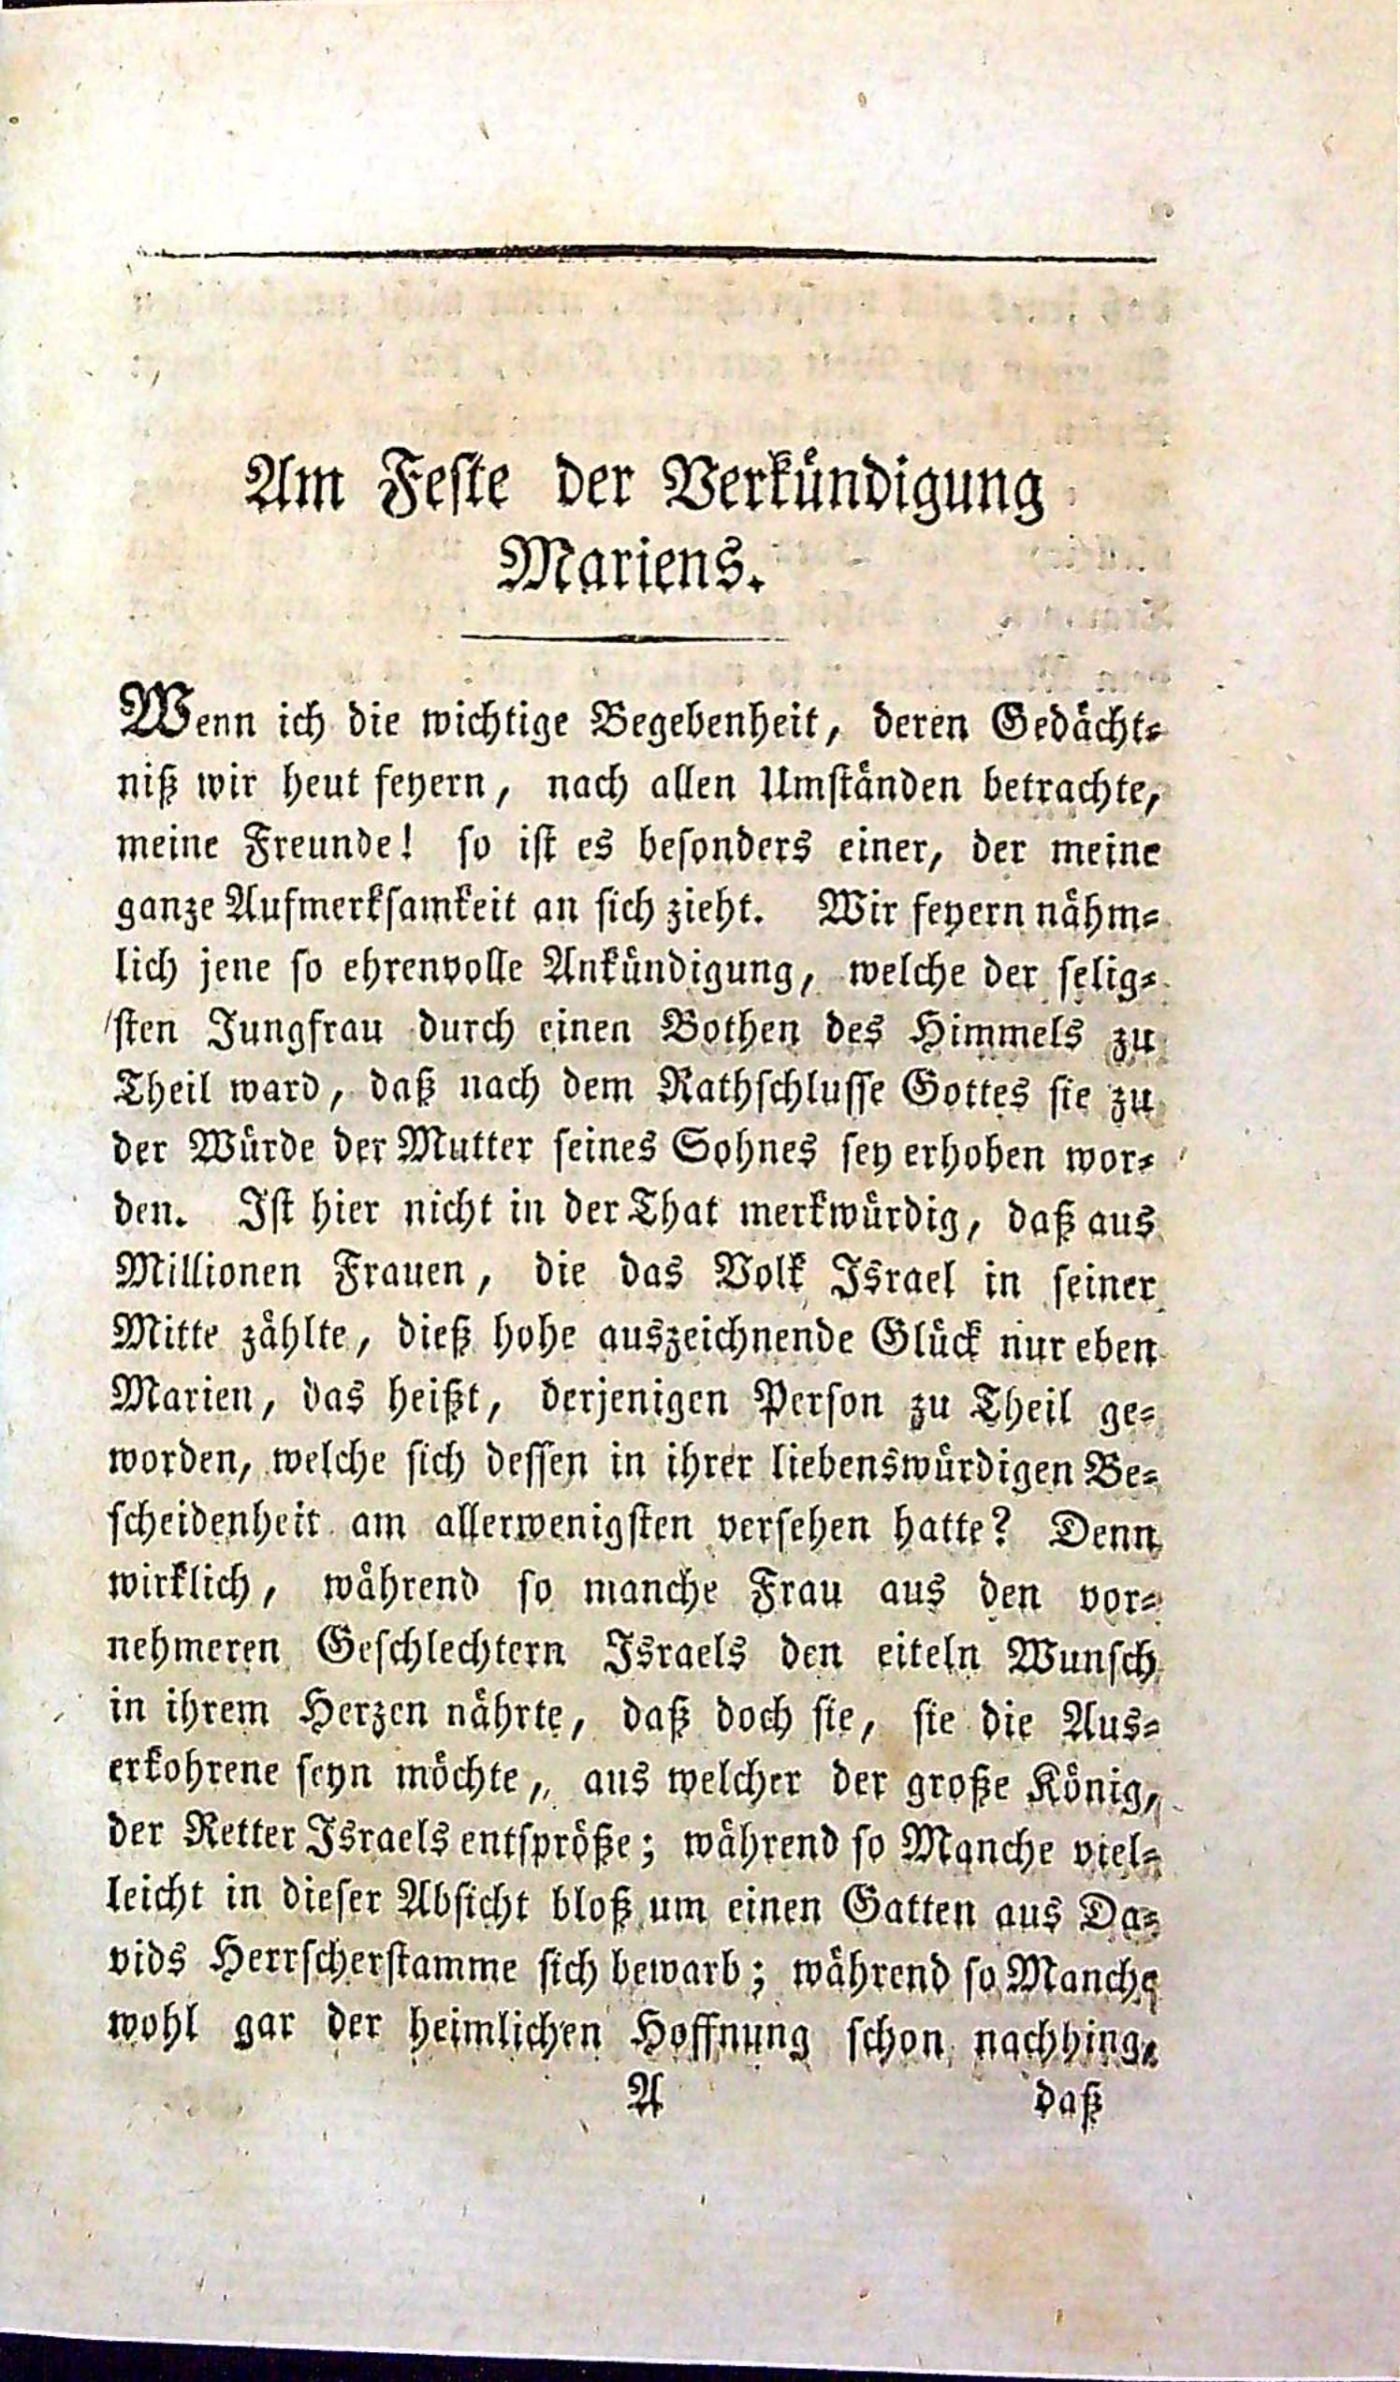 Am Feste der Verkündigung
Mariens.
Wenn ich die wichtige Begebenheit, deren Gedächt-
niß wir heut feyern, nach allen Umständen betrachte,
meine Freunde! so ist es besonders einer, der meine
ganze Aufmerksamkeit an sich zieht. Wir feyern nähm-
lich jene so ehrenvolle Ankündigung, welche der selig-
sten Jungfrau durch einen Bothen des Himmels zu
Theil ward, daß nach dem Rathschlusse Gottes sie zu
der Würde der Mutter seines Sohnes sey erhoben wor-
den. Ist hier nicht in der That merkwürdig, daß aus
Millionen Frauen, die das Volk Israel in seiner
Mitte zählte, dieß hohe auszeichnende Glück nur eben
Marien, das heißt, derjenigen Person zu Theil ge-
worden, welche sich dessen in ihrer liebenswürdigen Be-
scheidenheit am allerwenigsten versehen hatte? Denn
wirklich, während so manche Frau aus den vor-
nehmeren Geschlechtern Israels den eiteln Wunsch
in ihrem Herzen nährte, daß doch sie, sie die Aus-
erkohrene seyn möchte, aus welcher der große König,
der Retter Israels entspröße; während so Manche viel-
leicht in dieser Absicht bloß um einen Gatten aus Da-
vids Herrscherstamme sich bewarb; während so Manche
wohl gar der heimlichen Hoffnung schon nachhing,
A daß